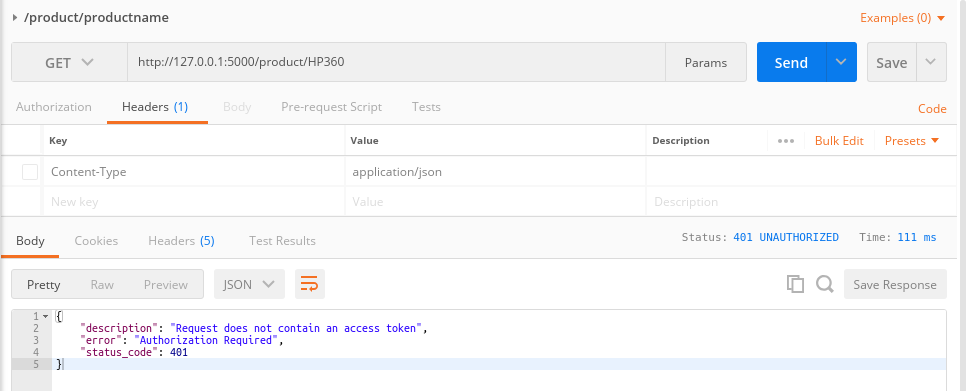 /product/productname Examples (0)
GET http://127.0.0.1:5000/product/HP360 Params Send Save
Authorization Headers (1) Body Pre-request Script Tests Code
Key Value Description Bulk Edit Presets
Content-Type application/json
New key Value Description
Body Cookies Headers (5) Test Results Status: 401 UNAUTHORIZED Time: 111 ms
Pretty Raw Preview JSON Save Response
1 {
2 "description": "Request does not contain an access token",
3 "error": "Authorization Required",
4 "status_code": 401
5 }